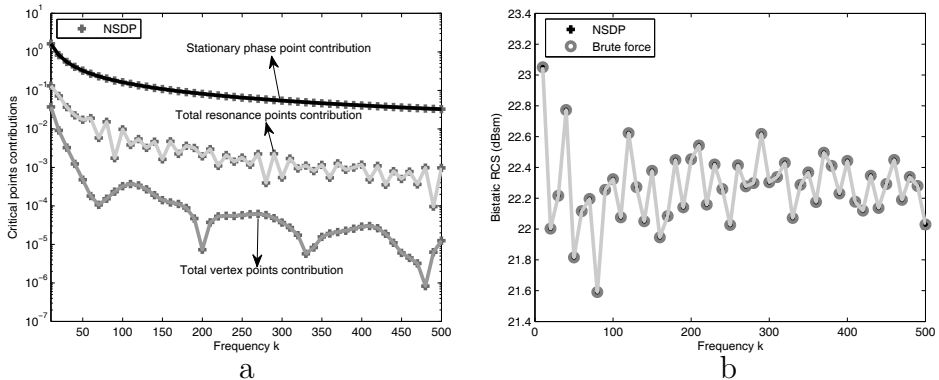 NSDP
Stationary phase point contribution
Total resonance points contribution
Total vertex points contribution
Critical points contributions
10^1
10^0
10^-1
10^-2
10^-3
10^-4
10^-5
10^-6
10^-7
50 100 150 200 250 300 350 400 450 500
Frequency k
a
NSDP
Brute force
Bistatic RCS (dBsm)
23.4
23.2
23
22.8
22.6
22.4
22.2
22
21.8
21.6
21.4
0 100 200 300 400 500
Frequency k
b